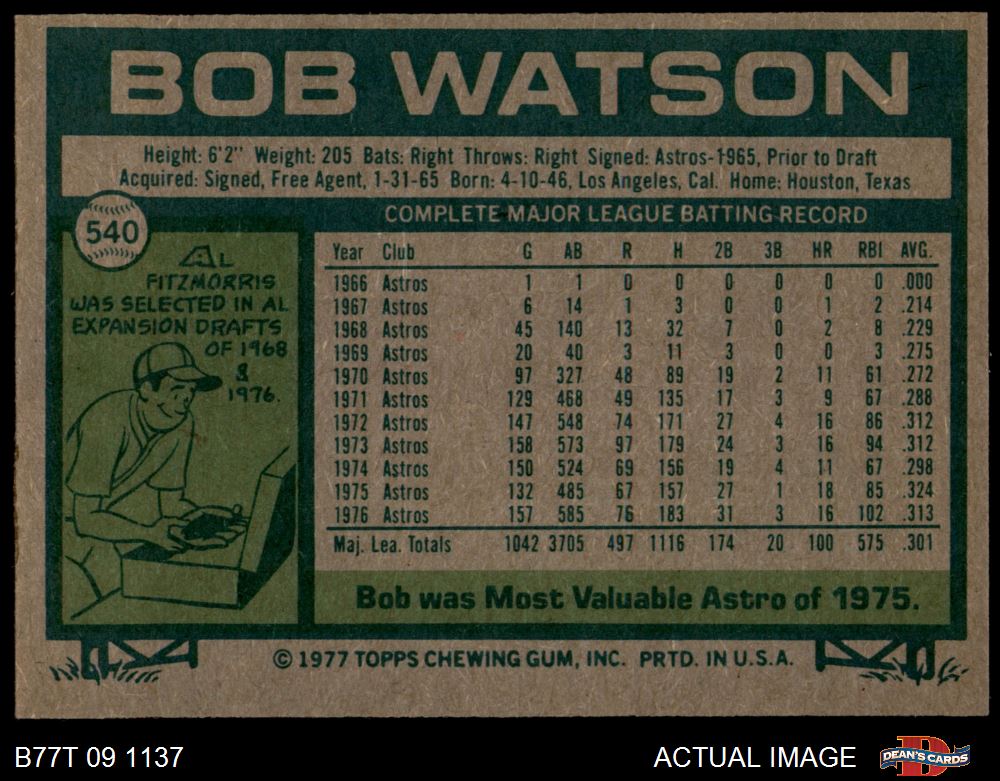 BOB WATSON
Height: 6'2" Weight: 205 Bats: Right Throws: Right Signed: Astros-1965, Prior to Draft
Acquired: Signed, Free Agent, 1-31-65 Born: 4-10-46, Los Angeles, Cal. Home: Houston, Texas
540
AL
FITZMORRIS
WAS SELECTED IN AL
EXPANSION DRAFTS
OF 1968
&
1976.
COMPLETE MAJOR LEAGUE BATTING RECORD
Year Club G AB R H 2B 3B HR RBI AVG.
1966 Astros 1 1 0 0 0 0 0 0 .000
1967 Astros 6 14 1 3 0 0 1 2 .214
1968 Astros 45 140 13 32 7 0 2 8 .229
1969 Astros 20 40 3 11 3 0 0 3 .275
1970 Astros 97 327 48 89 19 2 11 61 .272
1971 Astros 129 468 49 135 17 3 9 67 .288
1972 Astros 147 548 74 171 27 4 16 86 .312
1973 Astros 158 573 97 179 24 3 16 94 .312
1974 Astros 150 524 69 156 19 4 11 67 .298
1975 Astros 132 485 67 157 27 1 18 85 .324
1976 Astros 157 585 76 183 31 3 16 102 .313
Maj. Lea. Totals 1042 3705 497 1116 174 20 100 575 .301
Bob was Most Valuable Astro of 1975.
© 1977 TOPPS CHEWING GUM, INC. PRTD. IN U.S.A.
B77T 09 1137
ACTUAL IMAGE
DEAN'S CARDS